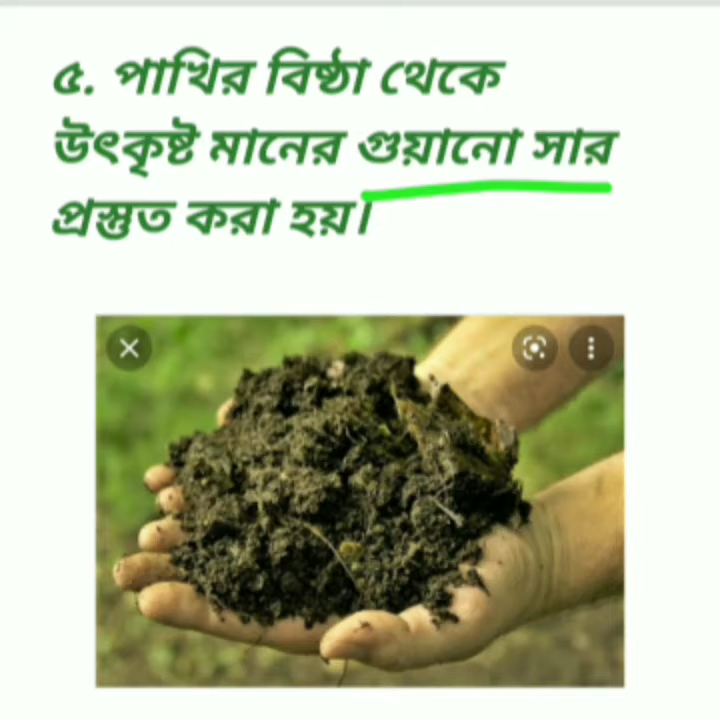 ৫. পাখির বিষ্ঠা থেকে
উৎকৃষ্ট মানের গুয়ানো সার
প্রস্তুত করা হয়।